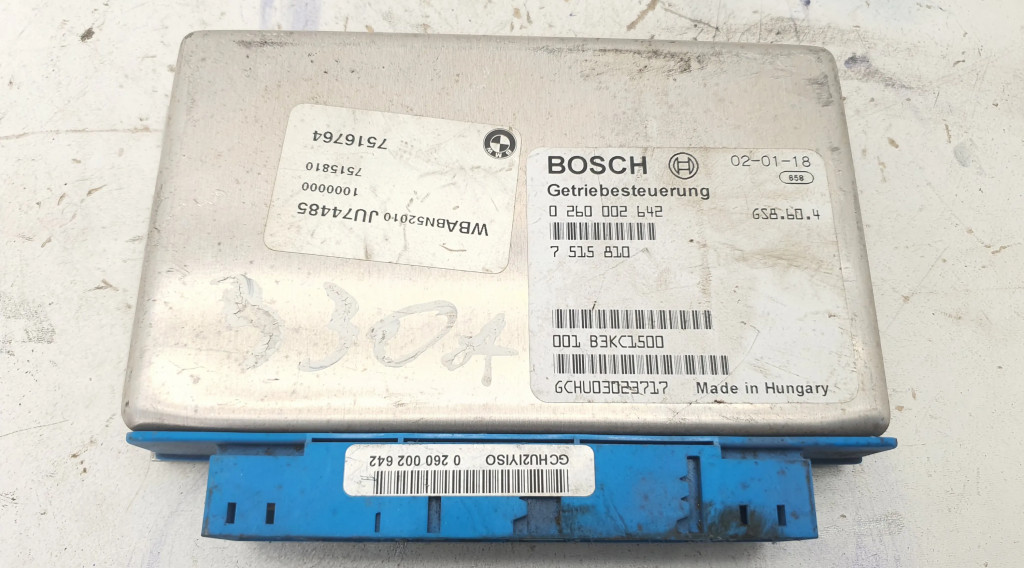 7516764
BMW
7515810
1000000
WBABN52010 JU74485
BOSCH
02-01-18
658
Getriebesteuerung
0 260 002 642
GS8.60.4
7 515 810
001 B3KC1500
GCHU03023717
Made in Hungary
330d
GCHU2IYISO
0 260 002 642